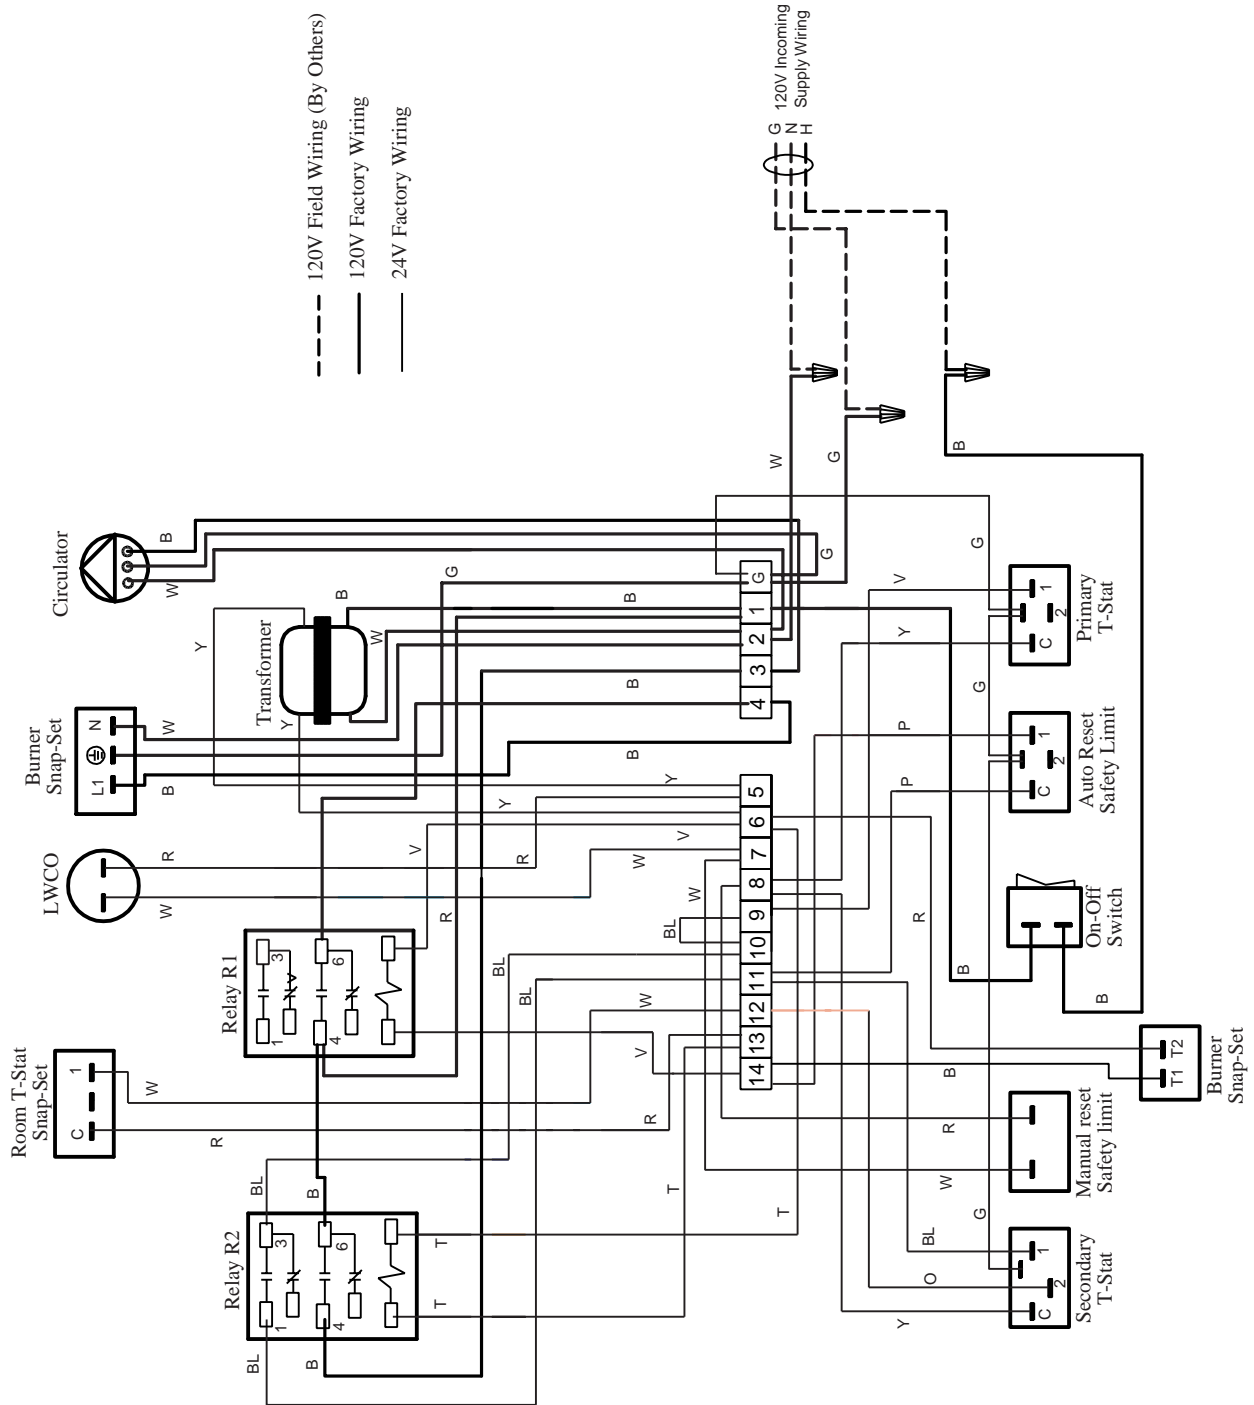 120V Field Wiring (By Others)
120V Factory Wiring
24V Factory Wiring
G
N
H
120V Incoming
Supply Wiring
Circulator
B
W
Transformer
Y
Y
B
W
Burner
Snap-Set
L1
N
W
B
LWCO
R
W
Relay R1
1
3
4
6
Room T-Stat
Snap-Set
C
1
W
R
Relay R2
1
3
4
6
BL
BL
B
B
T
T
G
B
B
B
Y
Y
V
R
R
W
V
W
BL
BL
BL
W
V
R
T
T
G
1
2
3
4
5
6
7
8
9
10
11
12
13
14
W
G
G
B
G
V
Y
G
P
P
R
B
B
B
R
W
G
BL
O
Y
Primary
T-Stat
C
2
1
Auto Reset
Safety Limit
C
2
1
On-Off
Switch
Burner
Snap-Set
T1
T2
Manual reset
Safety limit
Secondary
T-Stat
C
2
1